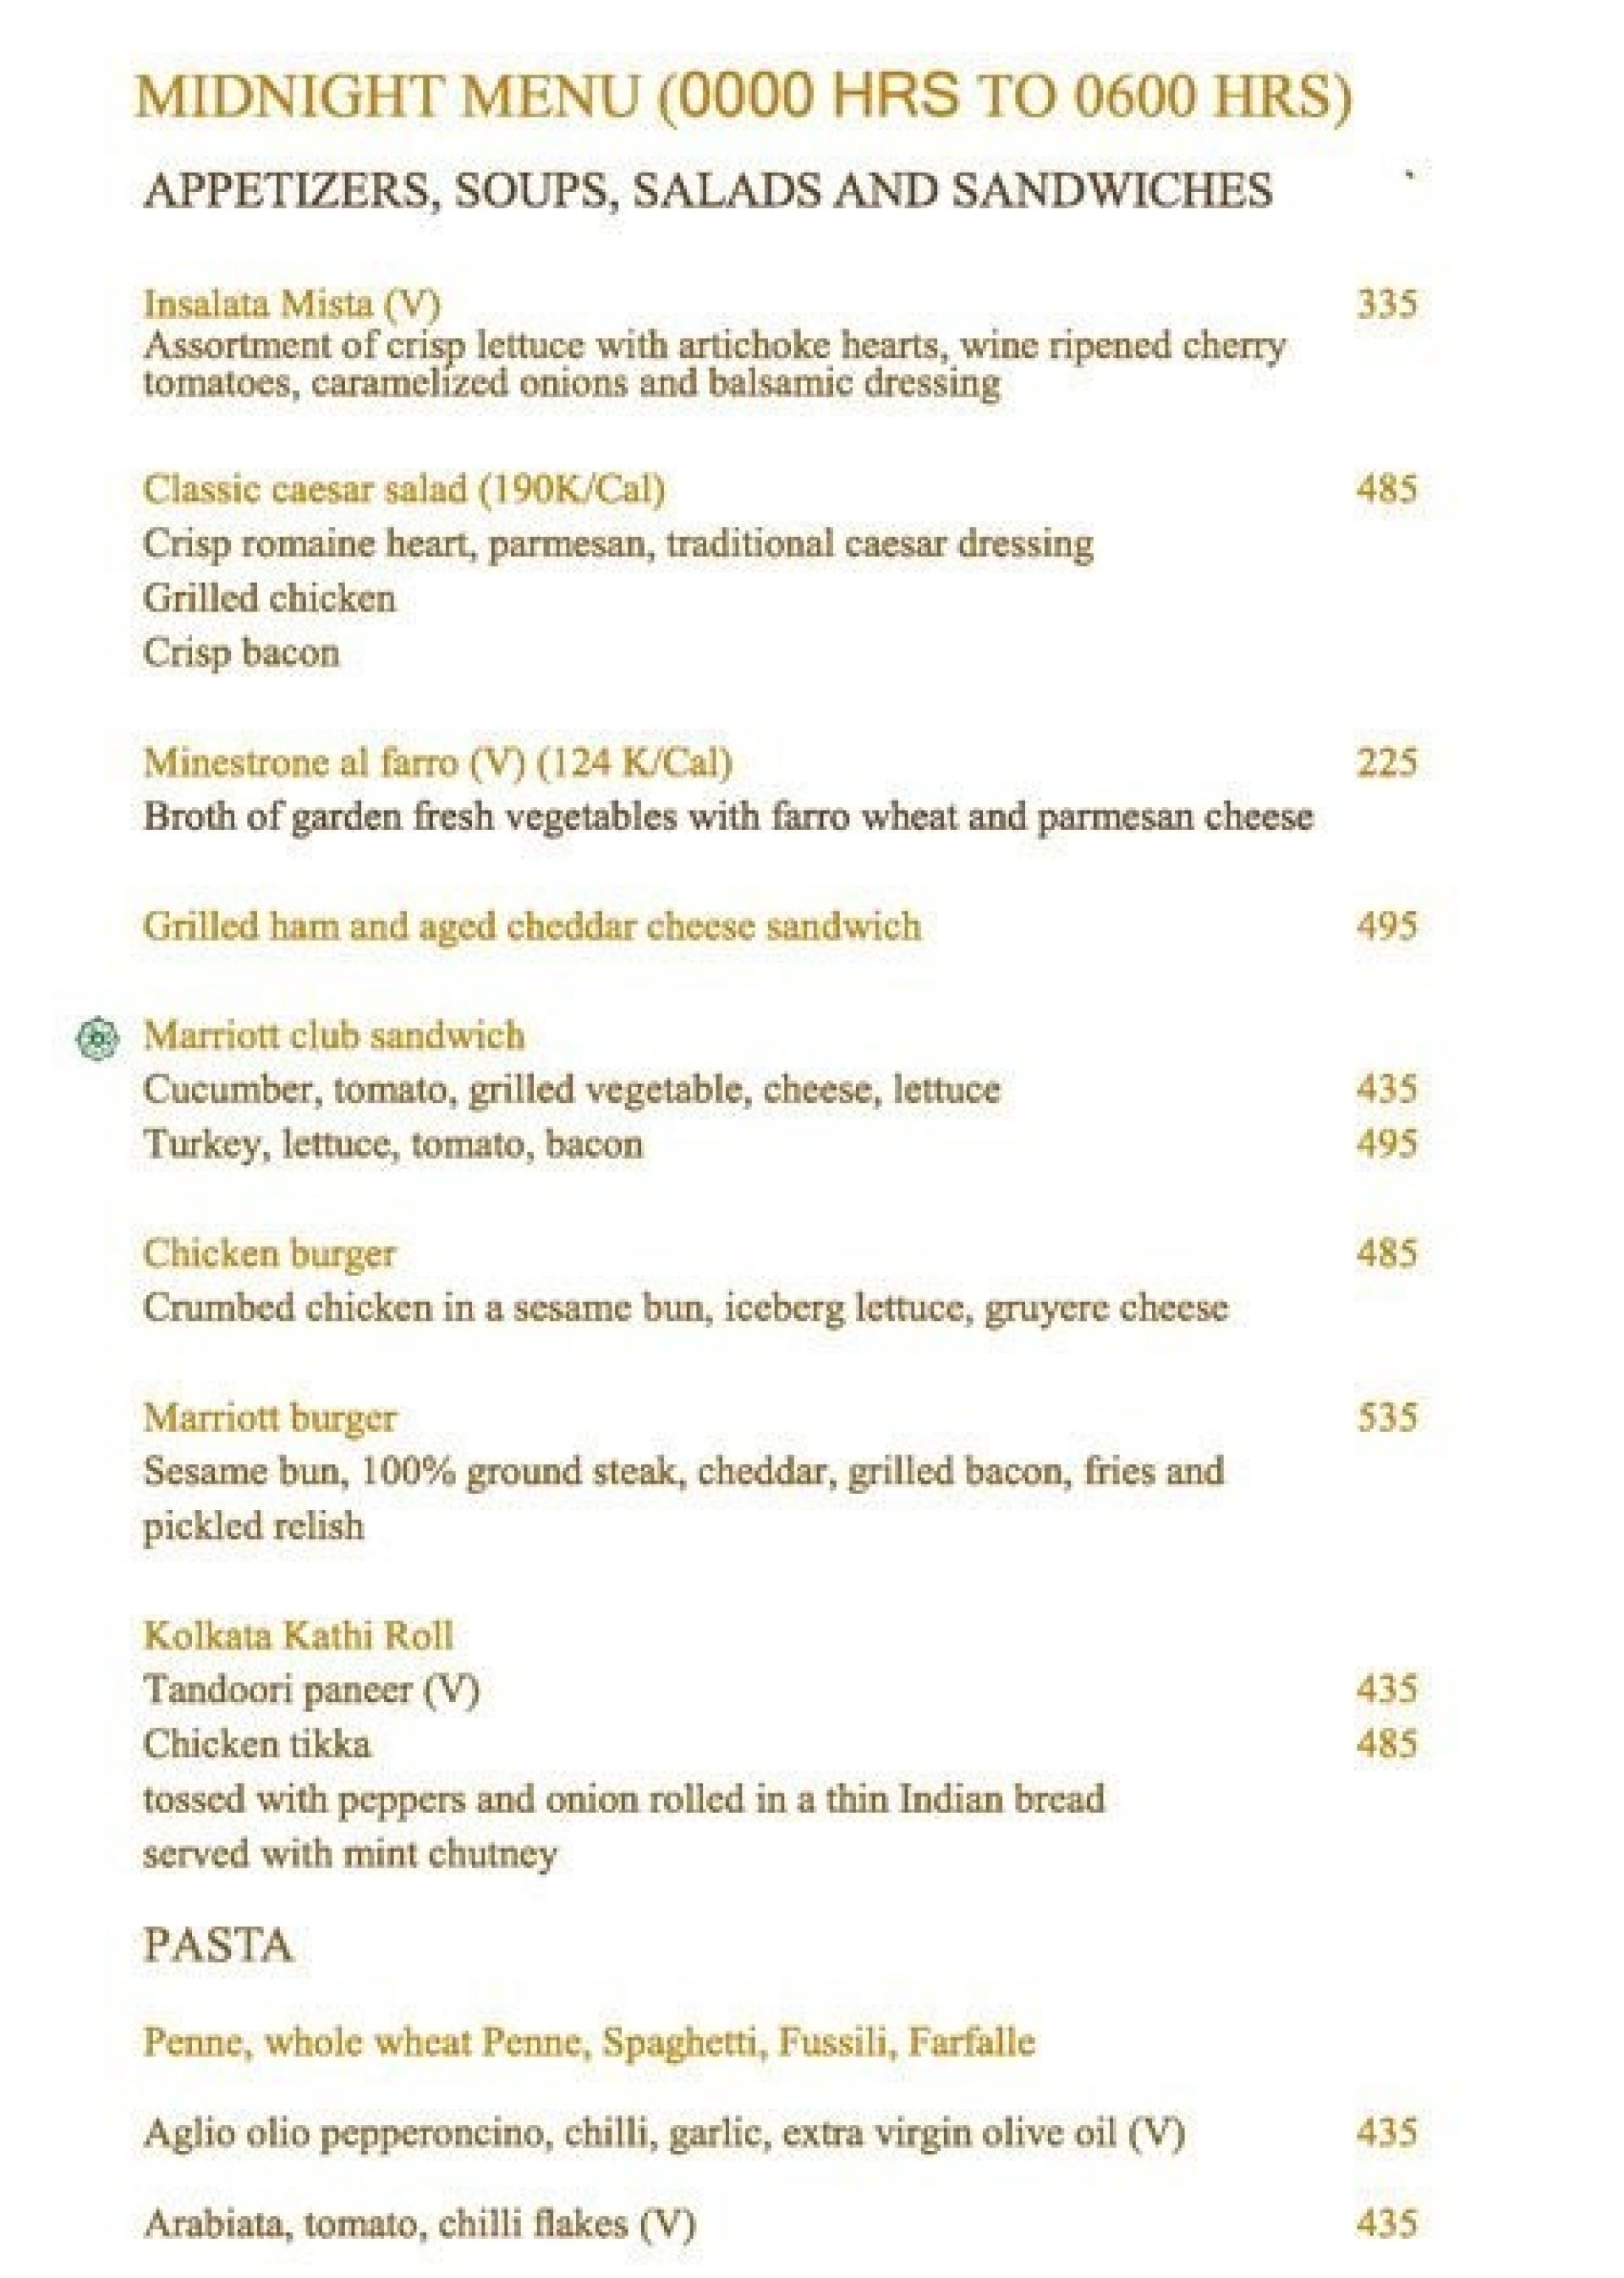 MIDNIGHT MENU (0000 HRS TO 0600 HRS)
APPETIZERS, SOUPS, SALADS AND SANDWICHES
Insalata Mista (V) 335
Assortment of crisp lettuce with artichoke hearts, wine ripened cherry
tomatoes, caramelized onions and balsamic dressing
Classic caesar salad (190K/Cal) 485
Crisp romaine heart, parmesan, traditional caesar dressing
Grilled chicken
Crisp bacon
Minestrone al farro (V) (124 K/Cal) 225
Broth of garden fresh vegetables with farro wheat and parmesan cheese
Grilled ham and aged cheddar cheese sandwich 495
Marriott club sandwich
Cucumber, tomato, grilled vegetable, cheese, lettuce 435
Turkey, lettuce, tomato, bacon 495
Chicken burger 485
Crumbed chicken in a sesame bun, iceberg lettuce, gruyere cheese
Marriott burger 535
Sesame bun, 100% ground steak, cheddar, grilled bacon, fries and
pickled relish
Kolkata Kathi Roll
Tandoori paneer (V) 435
Chicken tikka 485
tossed with peppers and onion rolled in a thin Indian bread
served with mint chutney
PASTA
Penne, whole wheat Penne, Spaghetti, Fussili, Farfalle
Aglio olio pepperoncino, chilli, garlic, extra virgin olive oil (V) 435
Arabiata, tomato, chilli flakes (V) 435